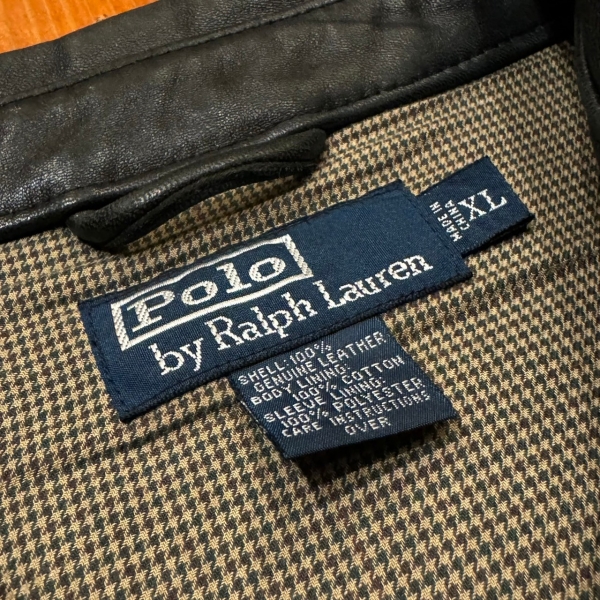 Polo
by Ralph Lauren
XL
MADE IN
CHINA
SHELL 100%
GENUINE LEATHER
BODY LINING:
100% COTTON
SLEEVE LINING:
100% POLYESTER
CARE INSTRUCTIONS
OVER